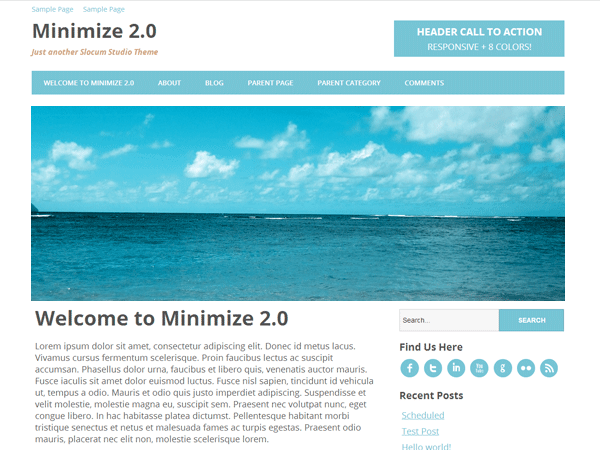 Sample Page Sample Page
Minimize 2.0
Just another Slocum Studio Theme
HEADER CALL TO ACTION
RESPONSIVE + 8 COLORS!
WELCOME TO MINIMIZE 2.0 ABOUT BLOG PARENT PAGE PARENT CATEGORY COMMENTS
Welcome to Minimize 2.0
Lorem ipsum dolor sit amet, consectetur adipiscing elit. Donec id metus lacus.
Vivamus cursus fermentum scelerisque. Proin faucibus lectus ac suscipit
accumsan. Phasellus dolor urna, faucibus et libero quis, venenatis auctor mauris.
Fusce iaculis sit amet dolor euismod luctus. Fusce nisl sapien, tincidunt id vehicula
ut, tempus a odio. Mauris et odio quis justo imperdiet adipiscing. Suspendisse et
velit molestie, molestie magna eu, suscipit sem. Praesent nec volutpat nunc, eget
congue libero. In hac habitasse platea dictumst. Pellentesque habitant morbi
tristique senectus et netus et malesuada fames ac turpis egestas. Praesent odio
mauris, placerat nec elit non, molestie scelerisque lorem.
Search... SEARCH
Find Us Here
Recent Posts
Scheduled
Test Post
Hello world!